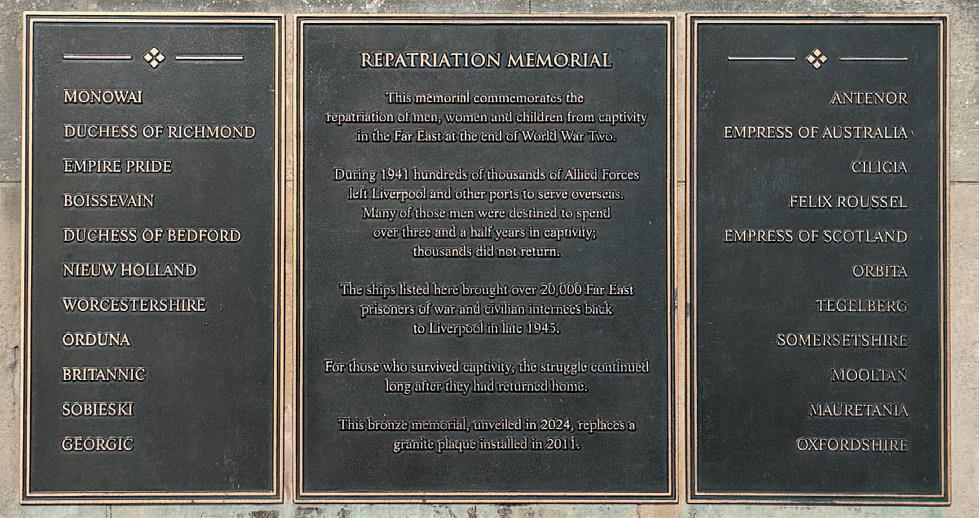 MONOWAI
DUCHESS OF RICHMOND
EMPIRE PRIDE
BOISSEVAIN
DUCHESS OF BEDFORD
NIEUW HOLLAND
WORCESTERSHIRE
ORDUNA
BRITANNIC
SOBIESKI
GEORGIC
REPATRIATION MEMORIAL
This memorial commemorates the
repatriation of men, women and children from captivity
in the Far East at the end of World War Two.
During 1941 hundreds of thousands of Allied Forces
left Liverpool and other ports to serve overseas.
Many of those men were destined to spend
over three and a half years in captivity;
thousands did not return.
The ships listed here brought over 20,000 Far East
prisoners of war and civilian internees back
to Liverpool in late 1945.
For those who survived captivity, the struggle continued
long after they had returned home.
This bronze memorial, unveiled in 2024, replaces a
granite plaque installed in 2011.
ANTENOR
EMPRESS OF AUSTRALIA
CILICIA
FELIX ROUSSEL
EMPRESS OF SCOTLAND
ORBITA
TEGELBERG
SOMERSETSHIRE
MOOLTAN
MAURETANIA
OXFORDSHIRE